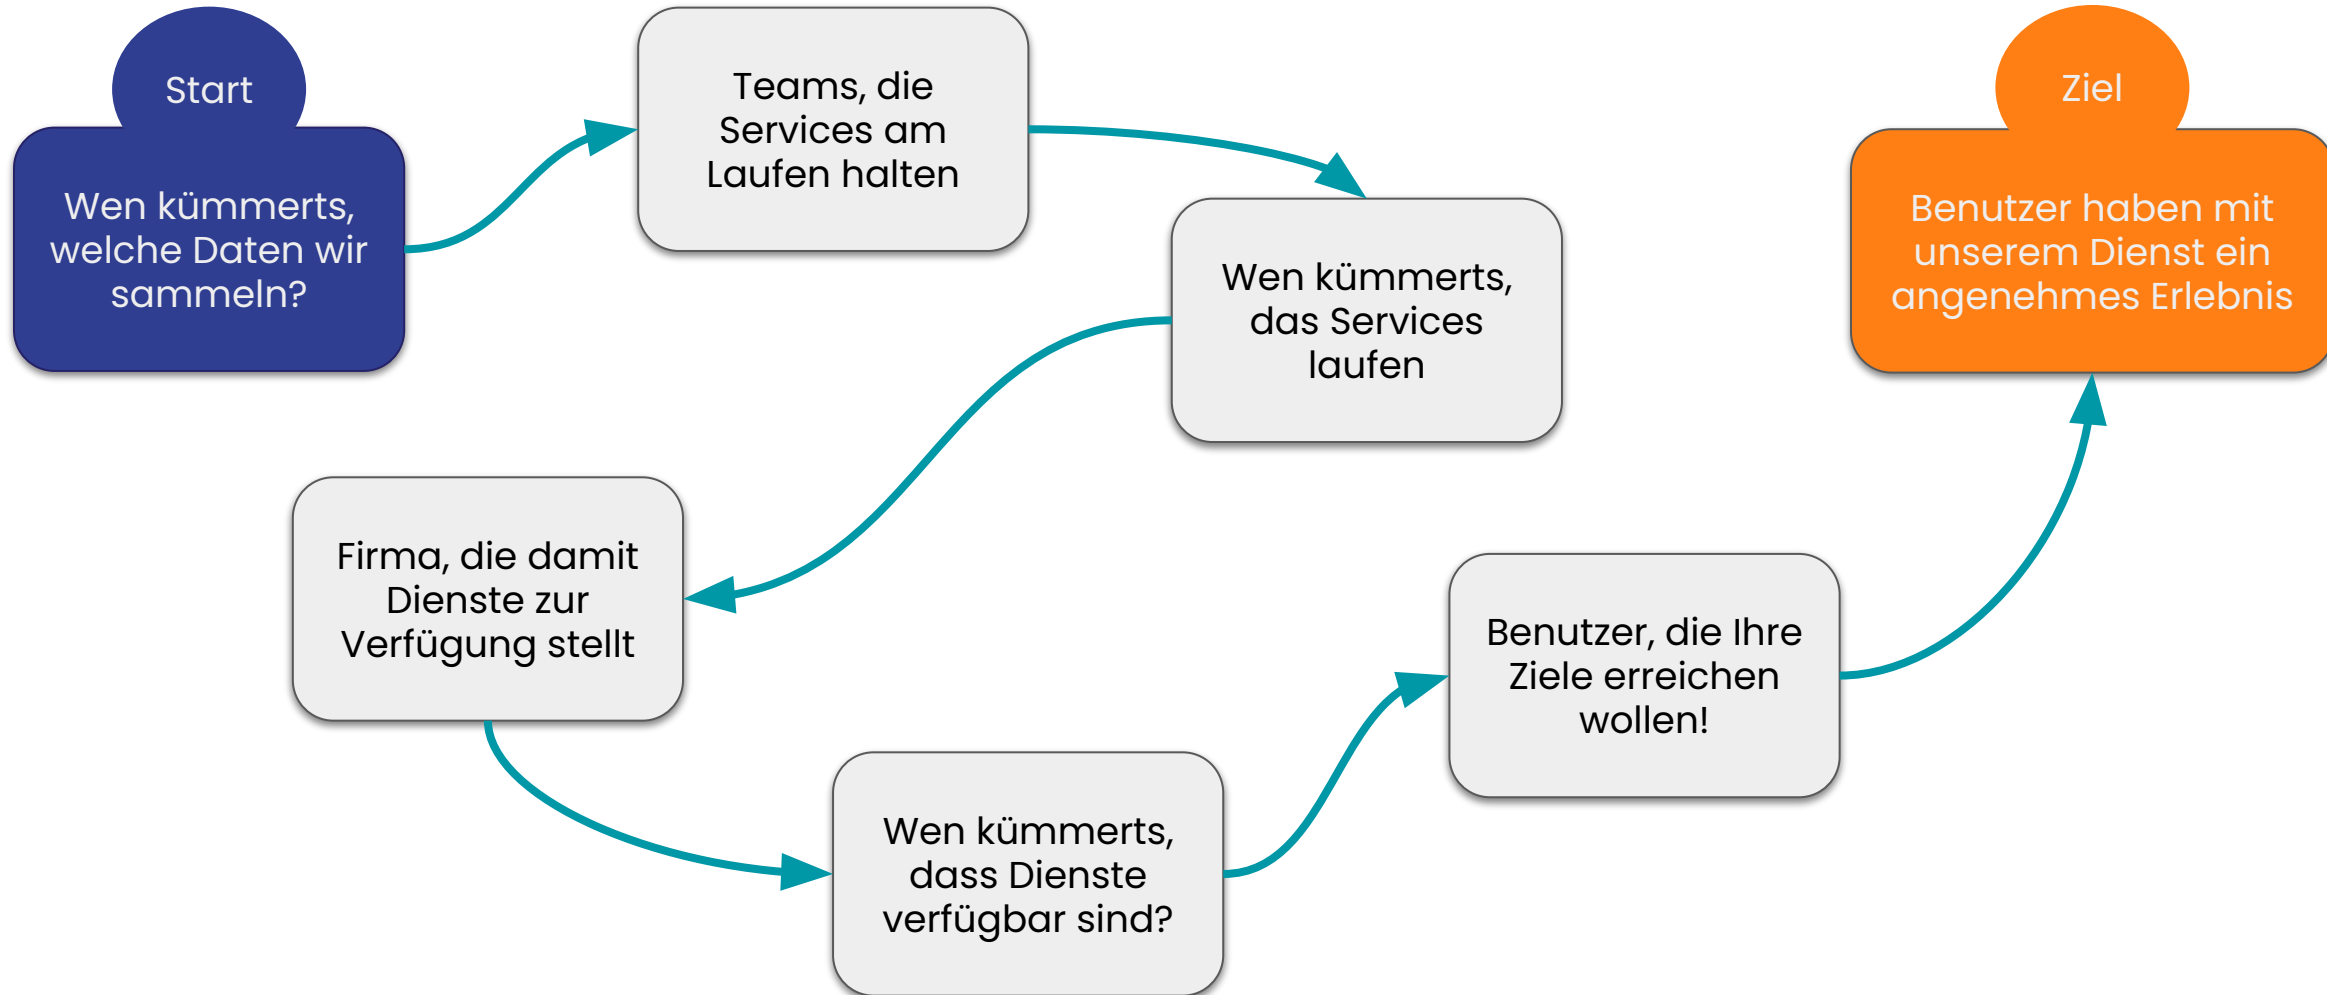 Start
Wen kümmerts,
welche Daten wir
sammeln?
Teams, die
Services am
Laufen halten
Wen kümmerts,
das Services
laufen
Firma, die damit
Dienste zur
Verfügung stellt
Wen kümmerts,
dass Dienste
verfügbar sind?
Benutzer, die Ihre
Ziele erreichen
wollen!
Ziel
Benutzer haben mit
unserem Dienst ein
angenehmes Erlebnis